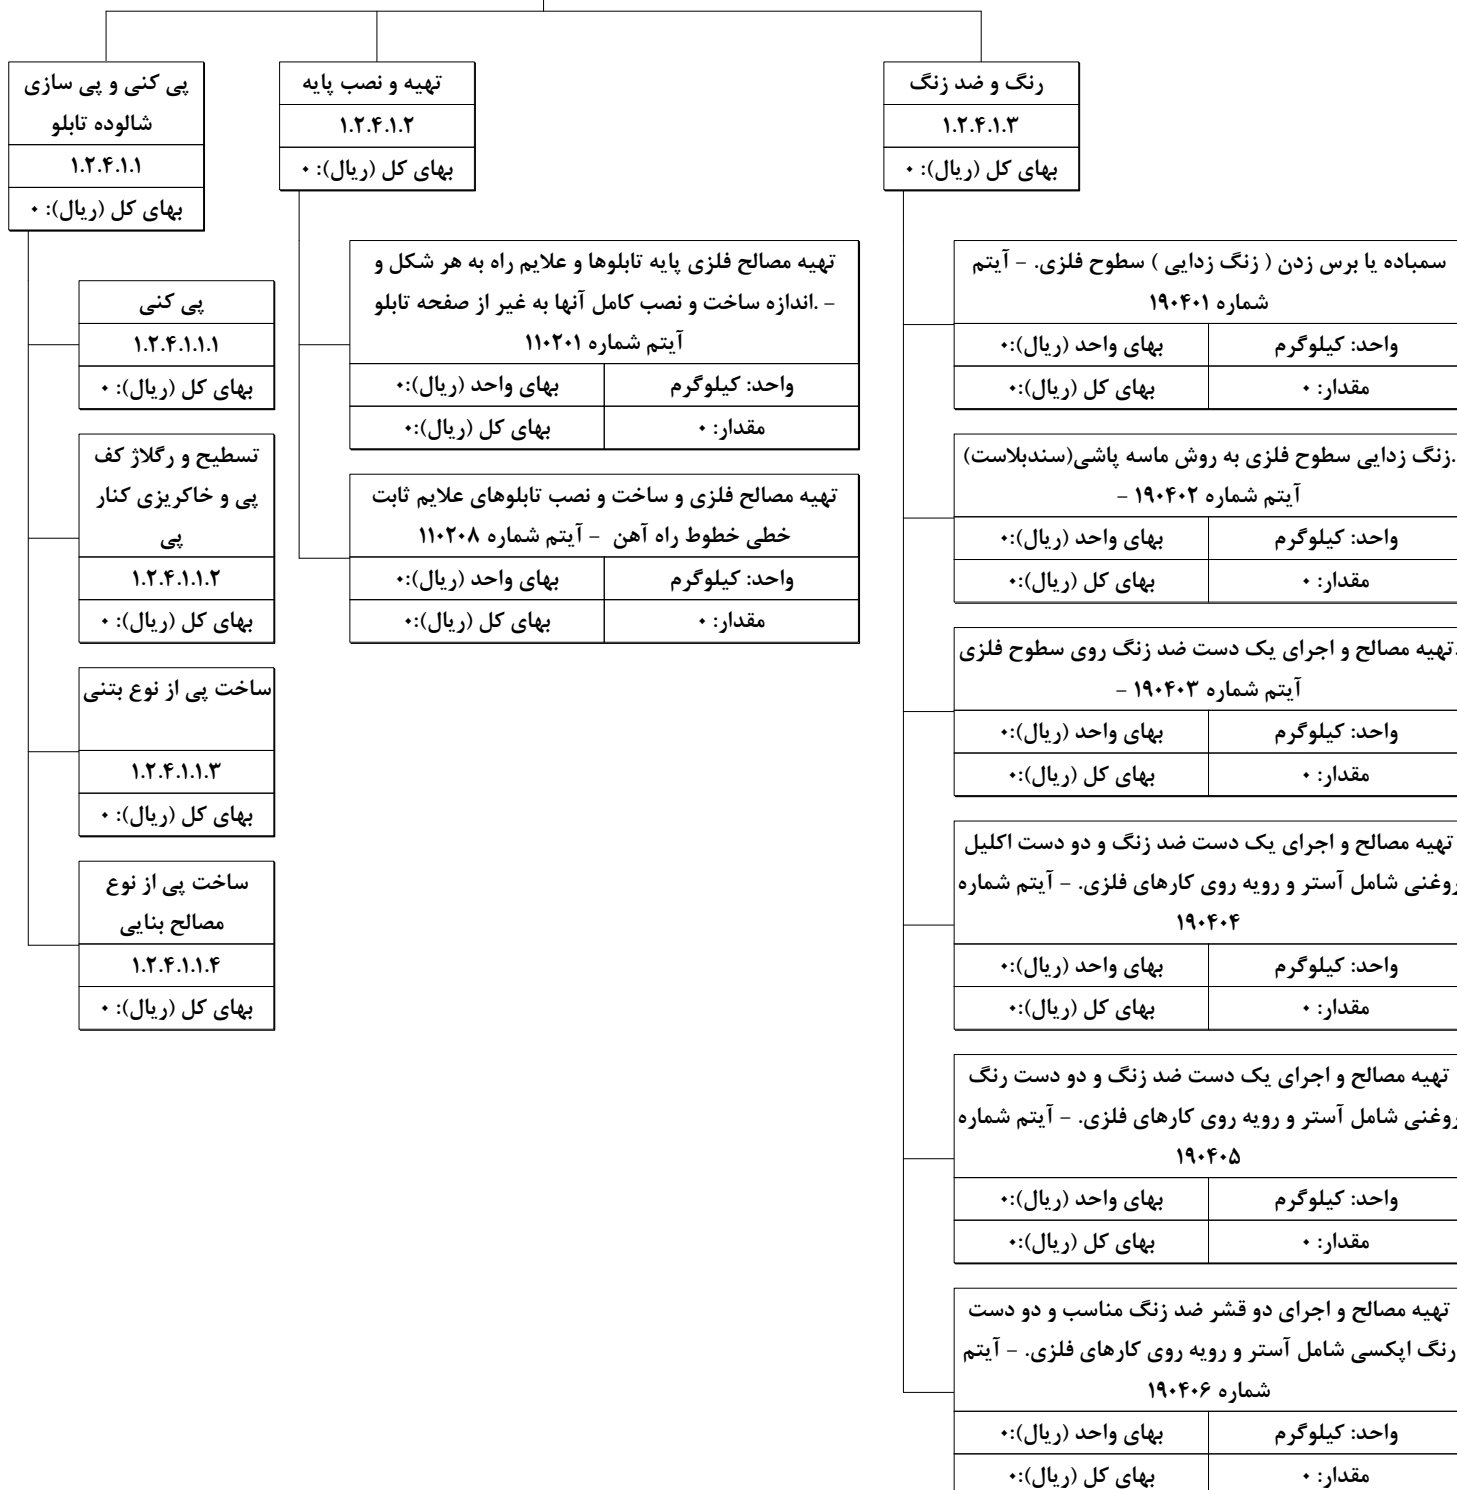 پی کنی و پی سازی
شالوده تابلو
۱.۲.۴.۱.۱
بهای کل (ریال): ۰
پی کنی
۱.۲.۴.۱.۱.۱
بهای کل (ریال): ۰
تسطیح و رگلاژ کف
پی و خاکریزی کنار
پی
۱.۲.۴.۱.۱.۲
بهای کل (ریال): ۰
ساخت پی از نوع بتنی
۱.۲.۴.۱.۱.۳
بهای کل (ریال): ۰
ساخت پی از نوع
مصالح بنایی
۱.۲.۴.۱.۱.۴
بهای کل (ریال): ۰
تهیه و نصب پایه
۱.۲.۴.۱.۲
بهای کل (ریال): ۰
تهیه مصالح فلزی پایه تابلوها و علایم راه به هر شکل و
اندازه ساخت و نصب کامل آنها به غیر از صفحه تابلو. –
آیتم شماره ۱۱۰۲۰۱
واحد: کیلوگرم بهای واحد (ریال):۰
مقدار: ۰ بهای کل (ریال):۰
تهیه مصالح فلزی و ساخت و نصب تابلوهای علایم ثابت
خطی خطوط راه آهن – آیتم شماره ۱۱۰۲۰۸
واحد: کیلوگرم بهای واحد (ریال):۰
مقدار: ۰ بهای کل (ریال):۰
رنگ و ضد زنگ
۱.۲.۴.۱.۳
بهای کل (ریال): ۰
سمباده یا برس زدن ( زنگ زدایی ) سطوح فلزی. – آیتم
شماره ۱۹۰۴۰۱
واحد: کیلوگرم بهای واحد (ریال):۰
مقدار: ۰ بهای کل (ریال):۰
.زنگ زدایی سطوح فلزی به روش ماسه پاشی(سندبلاست)
آیتم شماره ۱۹۰۴۰۲ –
واحد: کیلوگرم بهای واحد (ریال):۰
مقدار: ۰ بهای کل (ریال):۰
.تهیه مصالح و اجرای یک دست ضد زنگ روی سطوح فلزی
آیتم شماره ۱۹۰۴۰۳ –
واحد: کیلوگرم بهای واحد (ریال):۰
مقدار: ۰ بهای کل (ریال):۰
تهیه مصالح و اجرای یک دست ضد زنگ و دو دست اکلیل
روغنی شامل آستر و رویه روی کارهای فلزی. – آیتم شماره
۱۹۰۴۰۴
واحد: کیلوگرم بهای واحد (ریال):۰
مقدار: ۰ بهای کل (ریال):۰
تهیه مصالح و اجرای یک دست ضد زنگ و دو دست رنگ
روغنی شامل آستر و رویه روی کارهای فلزی. – آیتم شماره
۱۹۰۴۰۵
واحد: کیلوگرم بهای واحد (ریال):۰
مقدار: ۰ بهای کل (ریال):۰
تهیه مصالح و اجرای دو قشر ضد زنگ مناسب و دو دست
رنگ اپکسی شامل آستر و رویه روی کارهای فلزی. – آیتم
شماره ۱۹۰۴۰۶
واحد: کیلوگرم بهای واحد (ریال):۰
مقدار: ۰ بهای کل (ریال):۰